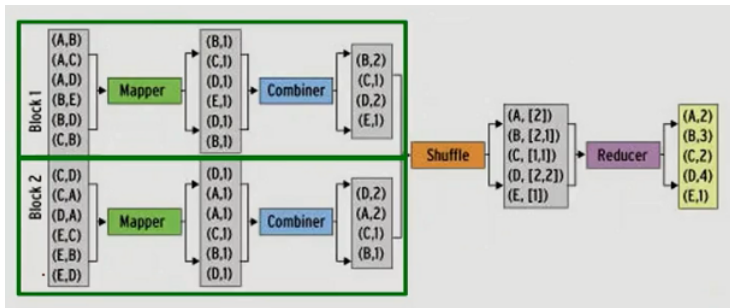 Block 1
(A,B)
(A,C)
(A,D)
(B,E)
(B,D)
(C,B)
Mapper
(B,1)
(C,1)
(D,1)
(E,1)
(D,1)
(B,1)
Combiner
(B,2)
(C,1)
(D,2)
(E,1)
Block 2
(C,D)
(C,A)
(D,A)
(E,C)
(E,B)
(E,D)
Mapper
(D,1)
(A,1)
(A,1)
(C,1)
(B,1)
(D,1)
Combiner
(D,2)
(A,2)
(C,1)
(B,1)
Shuffle
(A, [2])
(B, [2,1])
(C, [1,1])
(D, [2,2])
(E, [1])
Reducer
(A,2)
(B,3)
(C,2)
(D,4)
(E,1)